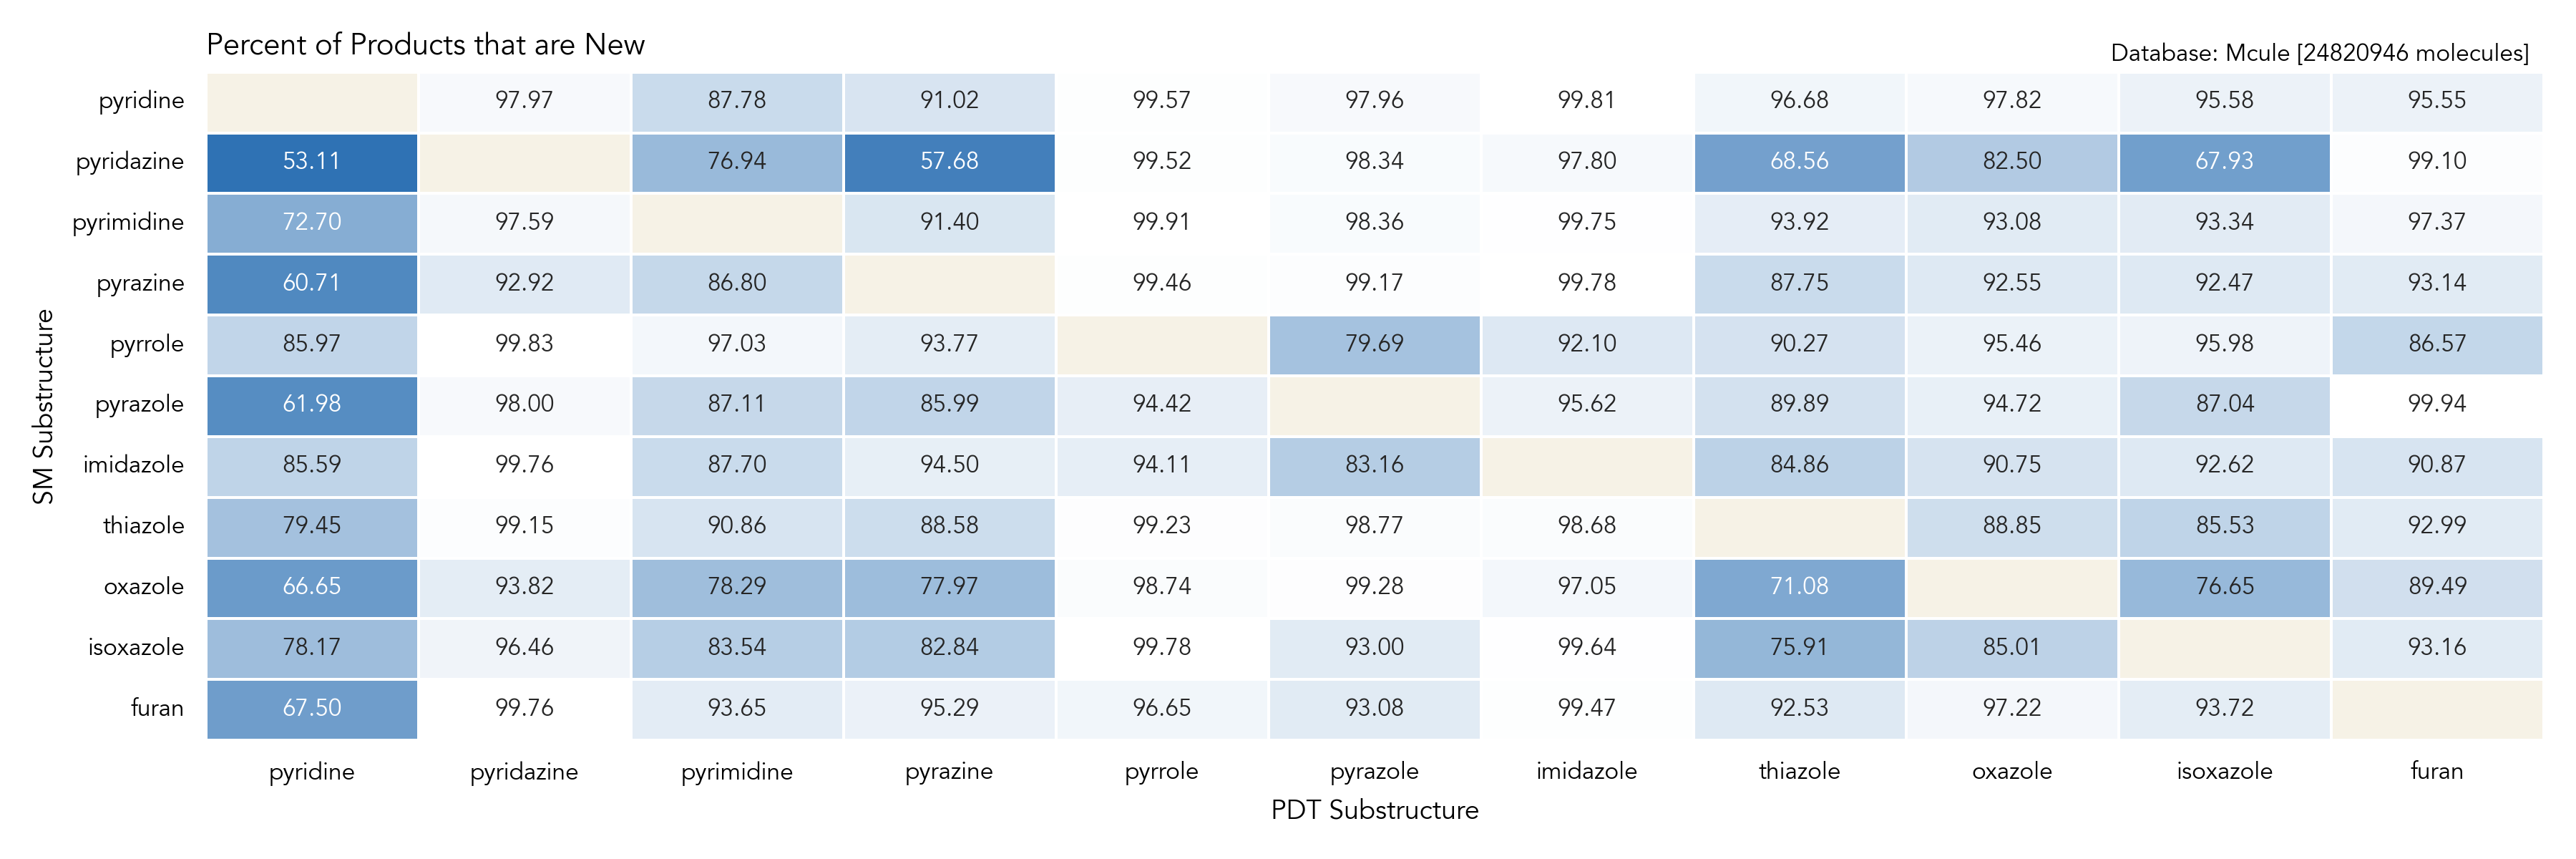 Percent of Products that are New
Database: Mcule [24820946 molecules]
pyridine 97.97 87.78 91.02 99.57 97.96 99.81 96.68 97.82 95.58 95.55
pyridazine 53.11 76.94 57.68 99.52 98.34 97.80 68.56 82.50 67.93 99.10
pyrimidine 72.70 97.59 91.40 99.91 98.36 99.75 93.92 93.08 93.34 97.37
pyrazine 60.71 92.92 86.80 99.46 99.17 99.78 87.75 92.55 92.47 93.14
pyrrole 85.97 99.83 97.03 93.77 79.69 92.10 90.27 95.46 95.98 86.57
pyrazole 61.98 98.00 87.11 85.99 94.42 95.62 89.89 94.72 87.04 99.94
imidazole 85.59 99.76 87.70 94.50 94.11 83.16 84.86 90.75 92.62 90.87
thiazole 79.45 99.15 90.86 88.58 99.23 98.77 98.68 88.85 85.53 92.99
oxazole 66.65 93.82 78.29 77.97 98.74 99.28 97.05 71.08 76.65 89.49
isoxazole 78.17 96.46 83.54 82.84 99.78 93.00 99.64 75.91 85.01 93.16
furan 67.50 99.76 93.65 95.29 96.65 93.08 99.47 92.53 97.22 93.72
SM Substructure
pyridine pyridazine pyrimidine pyrazine pyrrole pyrazole imidazole thiazole oxazole isoxazole furan
PDT Substructure